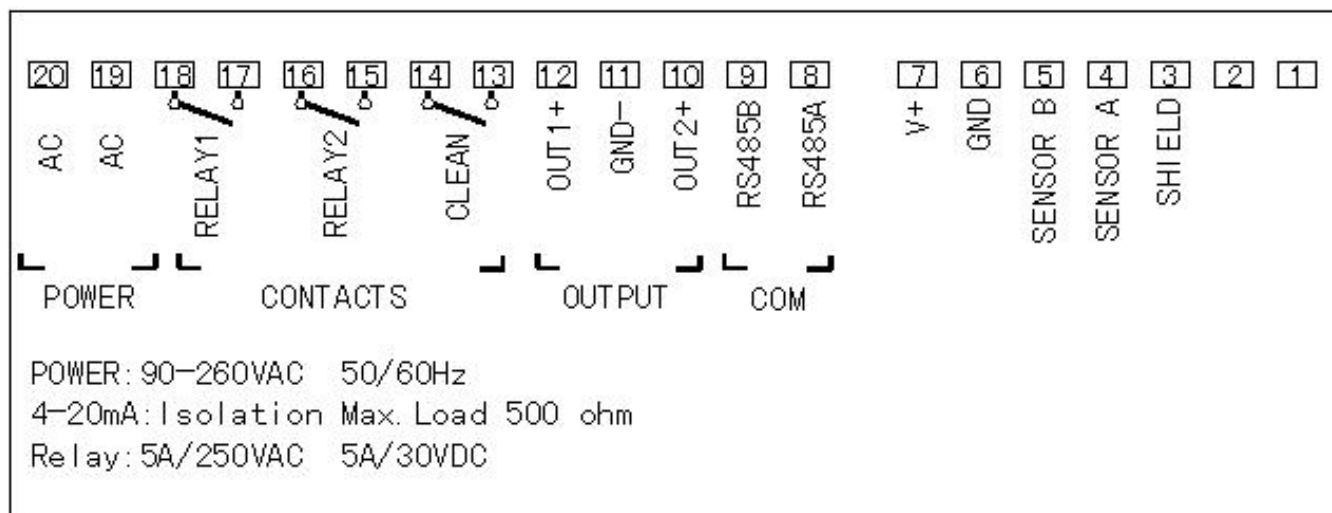 20 19 18 17 16 15 14 13 12 11 10 9 8 7 6 5 4 3 2 1
AC AC RELAY1 RELAY2 CLEAN OUT1+ GND- OUT2+ RS485B RS485A V+ GND SENSOR B SENSOR A SHIELD
POWER CONTACTS OUTPUT COM
POWER:90-260VAC 50/60Hz
4-20mA:Isolation Max.Load 500 ohm
Relay:5A/250VAC 5A/30VDC